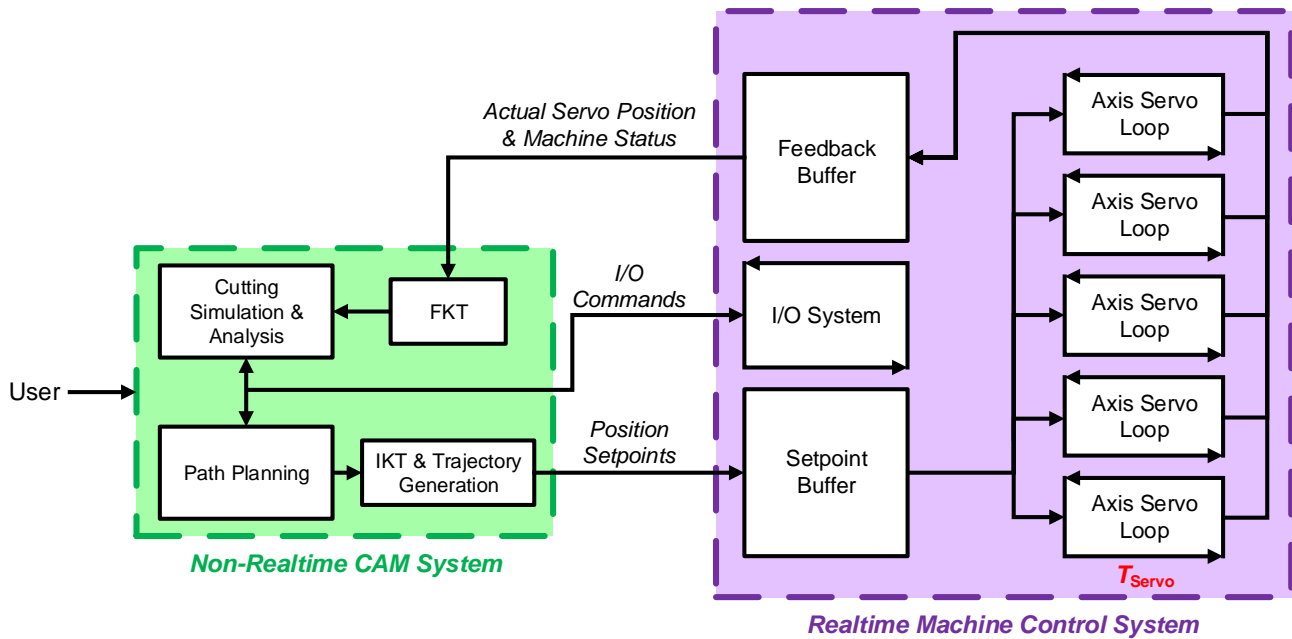 Actual Servo Position
& Machine Status
Feedback
Buffer
Axis Servo
Loop
Axis Servo
Loop
Cutting
Simulation &
Analysis
FKT
I/O
Commands
I/O System
Axis Servo
Loop
User
Path Planning
IKT & Trajectory
Generation
Position
Setpoints
Setpoint
Buffer
Axis Servo
Loop
Axis Servo
Loop
Non-Realtime CAM System
TServo
Realtime Machine Control System